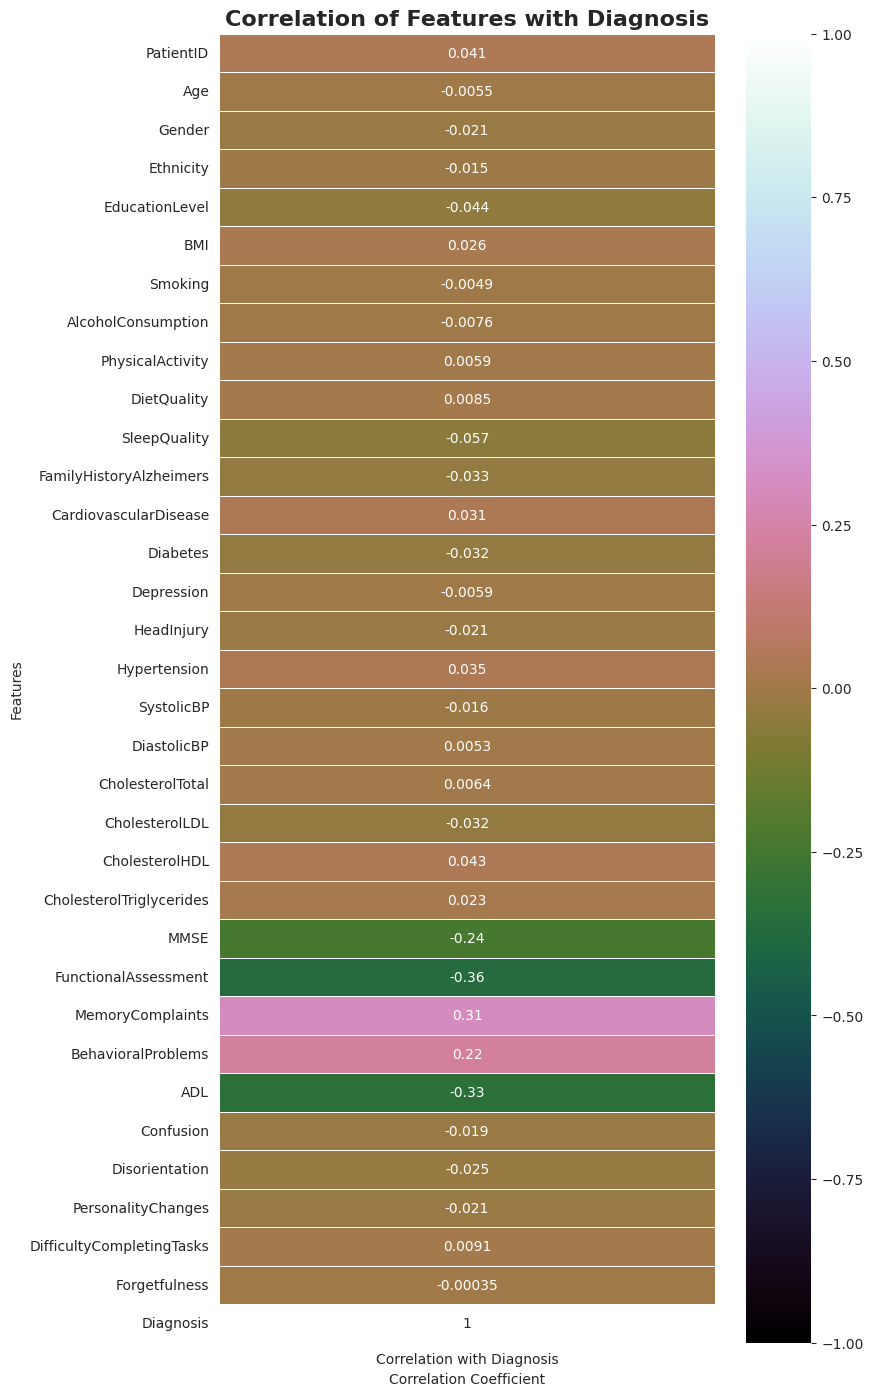 Correlation of Features with Diagnosis
PatientID 0.041
Age -0.0055
Gender -0.021
Ethnicity -0.015
EducationLevel -0.044
BMI 0.026
Smoking -0.0049
AlcoholConsumption -0.0076
PhysicalActivity 0.0059
DietQuality 0.0085
SleepQuality -0.057
FamilyHistoryAlzheimers -0.033
CardiovascularDisease 0.031
Diabetes -0.032
Depression -0.0059
HeadInjury -0.021
Hypertension 0.035
SystolicBP -0.016
DiastolicBP 0.0053
CholesterolTotal 0.0064
CholesterolLDL -0.032
CholesterolHDL 0.043
CholesterolTriglycerides 0.023
MMSE -0.24
FunctionalAssessment -0.36
MemoryComplaints 0.31
BehavioralProblems 0.22
ADL -0.33
Confusion -0.019
Disorientation -0.025
PersonalityChanges -0.021
DifficultyCompletingTasks 0.0091
Forgetfulness -0.00035
Diagnosis 1
Features
Correlation with Diagnosis
Correlation Coefficient
1.00
0.75
0.50
0.25
0.00
−0.25
−0.50
−0.75
−1.00